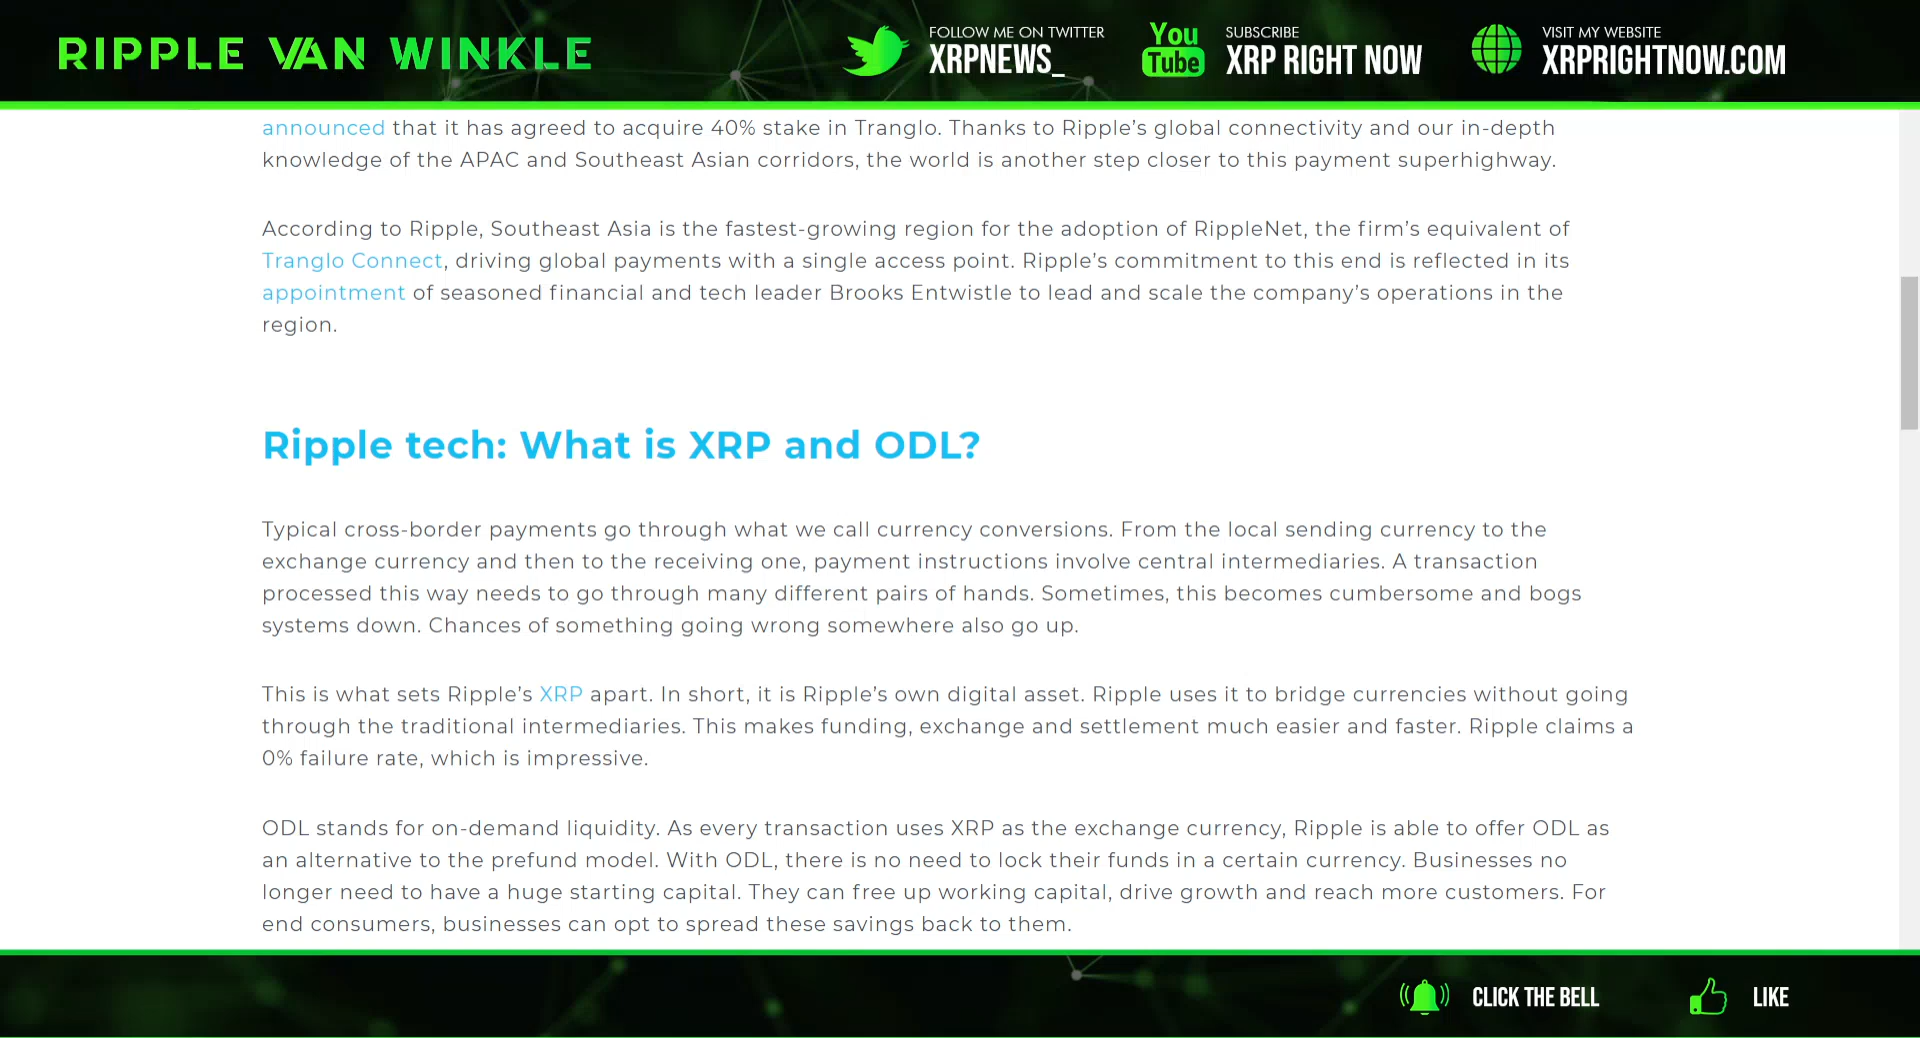 RIPPLE VAN WINKLE
FOLLOW ME ON TWITTER
XRPNEWS_
You
Tube
SUBSCRIBE
XRP RIGHT NOW
VISIT MY WEBSITE
XRPRIGHTNOW.COM
announced that it has agreed to acquire 40% stake in Tranglo. Thanks to Ripple’s global connectivity and our in-depth
knowledge of the APAC and Southeast Asian corridors, the world is another step closer to this payment superhighway.
According to Ripple, Southeast Asia is the fastest-growing region for the adoption of RippleNet, the firm’s equivalent of
Tranglo Connect, driving global payments with a single access point. Ripple’s commitment to this end is reflected in its
appointment of seasoned financial and tech leader Brooks Entwistle to lead and scale the company’s operations in the
region.
Ripple tech: What is XRP and ODL?
Typical cross-border payments go through what we call currency conversions. From the local sending currency to the
exchange currency and then to the receiving one, payment instructions involve central intermediaries. A transaction
processed this way needs to go through many different pairs of hands. Sometimes, this becomes cumbersome and bogs
systems down. Chances of something going wrong somewhere also go up.
This is what sets Ripple’s XRP apart. In short, it is Ripple’s own digital asset. Ripple uses it to bridge currencies without going
through the traditional intermediaries. This makes funding, exchange and settlement much easier and faster. Ripple claims a
0% failure rate, which is impressive.
ODL stands for on-demand liquidity. As every transaction uses XRP as the exchange currency, Ripple is able to offer ODL as
an alternative to the prefund model. With ODL, there is no need to lock their funds in a certain currency. Businesses no
longer need to have a huge starting capital. They can free up working capital, drive growth and reach more customers. For
end consumers, businesses can opt to spread these savings back to them.
CLICK THE BELL
LIKE